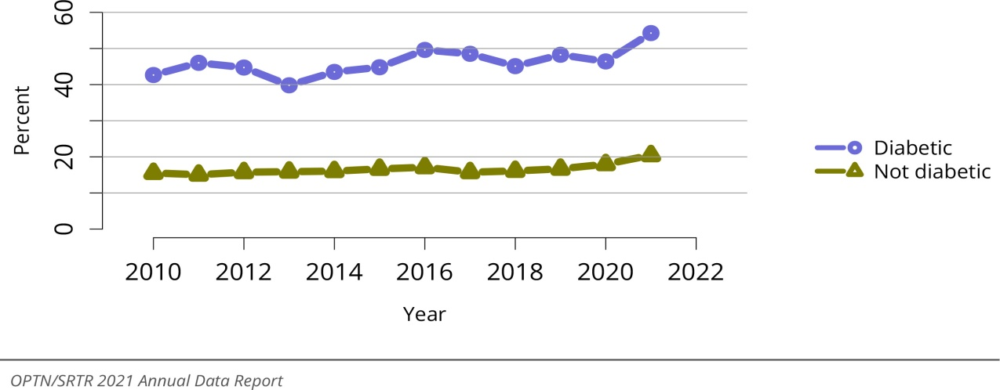 60
40
20
0
Percent
2010 2012 2014 2016 2018 2020 2022
Year
Diabetic
Not diabetic
OPTN/SRTR 2021 Annual Data Report